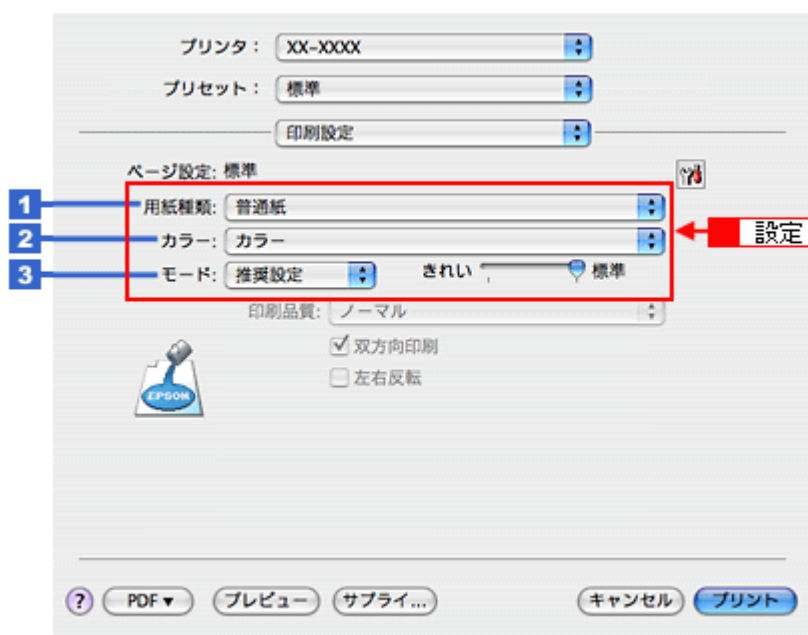 プリンタ： XX-XXXX
プリセット： 標準
印刷設定
ページ設定: 標準
1 用紙種類: 普通紙
設定
2 カラー: カラー
3 モード: 推奨設定 きれい 標準
印刷品質: ノーマル
双方向印刷
左右反転
EPSON
? PDF▼ プレビュー サプライ... キャンセル プリント